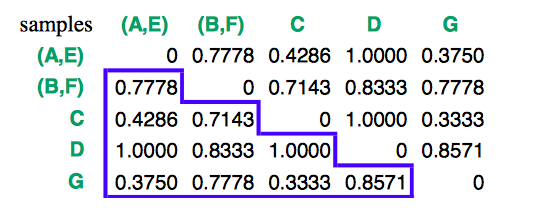 samples (A,E) (B,F) C D G
(A,E) 0 0.7778 0.4286 1.0000 0.3750
(B,F) 0.7778 0 0.7143 0.8333 0.7778
C 0.4286 0.7143 0 1.0000 0.3333
D 1.0000 0.8333 1.0000 0 0.8571
G 0.3750 0.7778 0.3333 0.8571 0